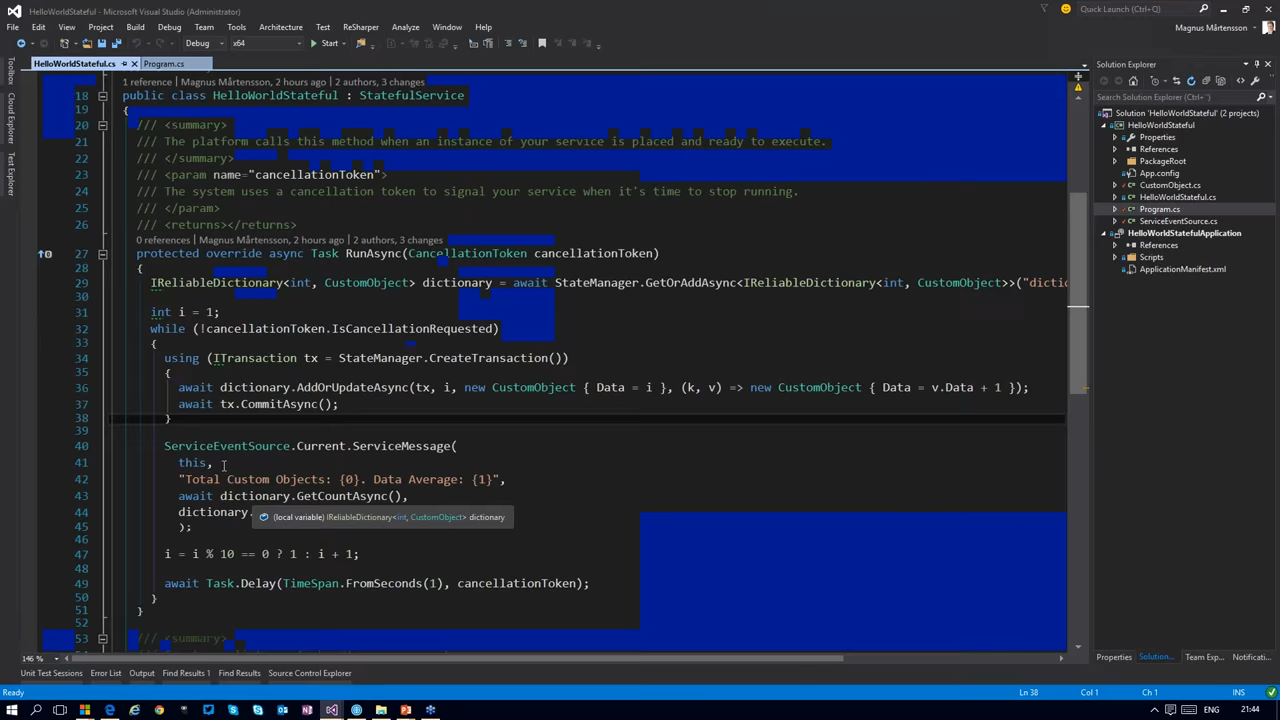 HelloWorldStateful - Microsoft Visual Studio (Administrator)
Quick Launch (Ctrl+Q)
File Edit View Project Build Debug Team Tools Architecture Test ReSharper Analyze Window Help
Magnus Mårtensson
Debug x64 Start
HelloWorldStateful.cs Program.cs
Toolbox
Cloud Explorer
Test Explorer
1 reference | Magnus Mårtensson, 2 hours ago | 2 authors, 3 changes
18 public class HelloWorldStateful : StatefulService
19 {
20 /// <summary>
21 /// The platform calls this method when an instance of your service is placed and ready to execute.
22 /// </summary>
23 /// <param name="cancellationToken">
24 /// The system uses a cancellation token to signal your service when it's time to stop running.
25 /// </param>
26 /// <returns></returns>
0 references | Magnus Mårtensson, 2 hours ago | 2 authors, 3 changes
27 protected override async Task RunAsync(CancellationToken cancellationToken)
28 {
29 IReliableDictionary<int, CustomObject> dictionary = await StateManager.GetOrAddAsync<IReliableDictionary<int, CustomObject>>("dictio
30
31 int i = 1;
32 while (!cancellationToken.IsCancellationRequested)
33 {
34 using (ITransaction tx = StateManager.CreateTransaction())
35 {
36 await dictionary.AddOrUpdateAsync(tx, i, new CustomObject { Data = i }, (k, v) => new CustomObject { Data = v.Data + 1 });
37 await tx.CommitAsync();
38 }
39
40 ServiceEventSource.Current.ServiceMessage(
41 this,
42 "Total Custom Objects: {0}. Data Average: {1}",
43 await dictionary.GetCountAsync(),
44 dictionary.
(local variable) IReliableDictionary<int, CustomObject> dictionary
45 );
46
47 i = i % 10 == 0 ? 1 : i + 1;
48
49 await Task.Delay(TimeSpan.FromSeconds(1), cancellationToken);
50 }
51 }
52
53 /// <summary>
146 %
Solution Explorer
Search Solution Explorer (Ctrl+¨)
Solution 'HelloWorldStateful' (2 projects)
HelloWorldStateful
Properties
References
PackageRoot
App.config
CustomObject.cs
HelloWorldStateful.cs
Program.cs
ServiceEventSource.cs
HelloWorldStatefulApplication
References
Scripts
ApplicationManifest.xml
Properties Solution... Team Exp... Notificati...
Unit Test Sessions Error List Output Find Results 1 Find Results Source Control Explorer
Ready Ln 38 Col 1 Ch 1 INS
ENG 21:44